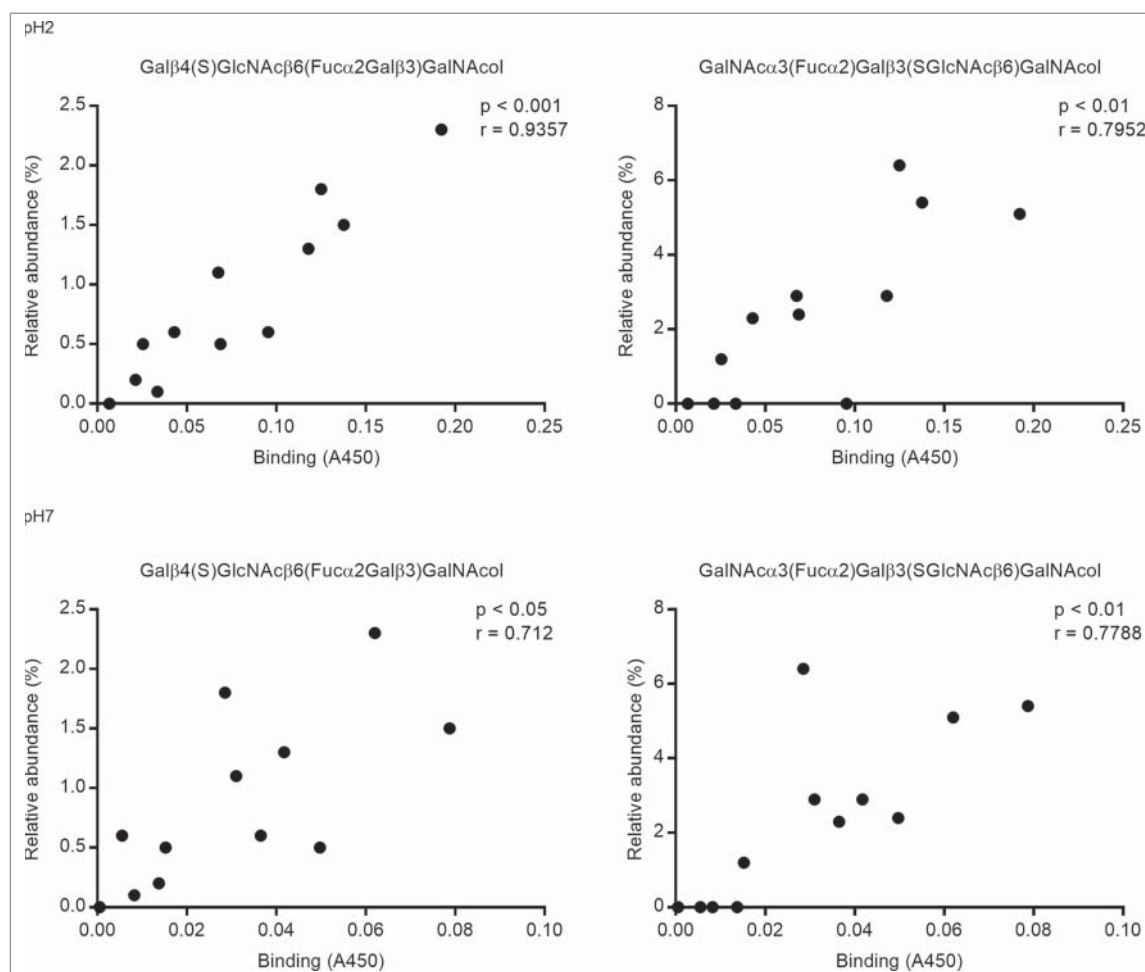 pH2
Galβ4(S)GlcNAcβ6(Fucα2Galβ3)GalNAcol
p < 0.001
r = 0.9357
2.5
2.0
1.5
1.0
0.5
0.0
Relative abundance (%)
0.00 0.05 0.10 0.15 0.20 0.25
Binding (A450)
GalNAcα3(Fucα2)Galβ3(SGlcNAcβ6)GalNAcol
p < 0.01
r = 0.7952
8
6
4
2
0
Relative abundance (%)
0.00 0.05 0.10 0.15 0.20 0.25
Binding (A450)
pH7
Galβ4(S)GlcNAcβ6(Fucα2Galβ3)GalNAcol
p < 0.05
r = 0.712
2.5
2.0
1.5
1.0
0.5
0.0
Relative abundance (%)
0.00 0.02 0.04 0.06 0.08 0.10
Binding (A450)
GalNAcα3(Fucα2)Galβ3(SGlcNAcβ6)GalNAcol
p < 0.01
r = 0.7788
8
6
4
2
0
Relative abundance (%)
0.00 0.02 0.04 0.06 0.08 0.10
Binding (A450)